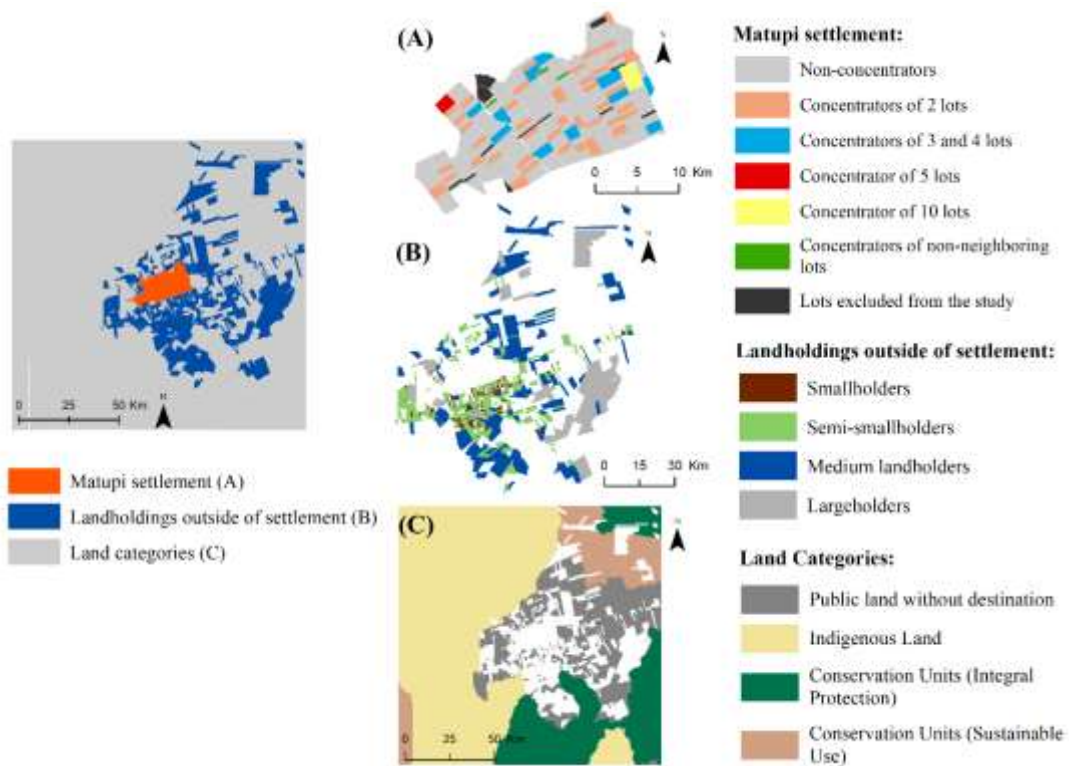 0 25 50 Km
N
Matupi settlement (A)
Landholdings outside of settlement (B)
Land categories (C)
(A)
N
0 5 10 Km
(B)
N
0 15 30 Km
(C)
N
0 25 50 Km
Matupi settlement:
Non-concentrators
Concentrators of 2 lots
Concentrators of 3 and 4 lots
Concentrator of 5 lots
Concentrator of 10 lots
Concentrators of non-neighboring
lots
Lots excluded from the study
Landholdings outside of settlement:
Smallholders
Semi-smallholders
Medium landholders
Largeholders
Land Categories:
Public land without destination
Indigenous Land
Conservation Units (Integral
Protection)
Conservation Units (Sustainable
Use)